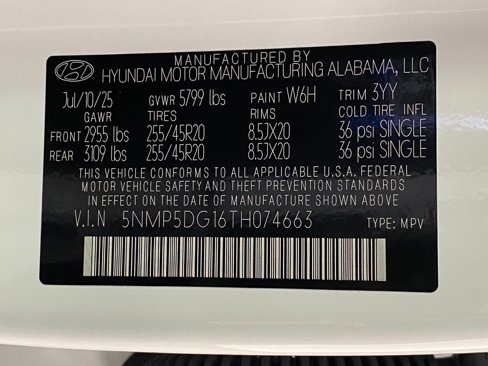 MANUFACTURED BY
HYUNDAI MOTOR MANUFACTURING ALABAMA, LLC
Jul/10/25 GVWR 5799 lbs PAINT W6H TRIM 3YY
GAWR TIRES RIMS COLD TIRE INFL
FRONT 2955 lbs 255/45R20 8.5JX20 36 psi SINGLE
REAR 3109 lbs 255/45R20 8.5JX20 36 psi SINGLE
THIS VEHICLE CONFORMS TO ALL APPLICABLE U.S.A. FEDERAL
MOTOR VEHICLE SAFETY AND THEFT PREVENTION STANDARDS
IN EFFECT ON THE DATE OF MANUFACTURE SHOWN ABOVE
V.I.N 5NMP5DG16TH074663 TYPE: MPV